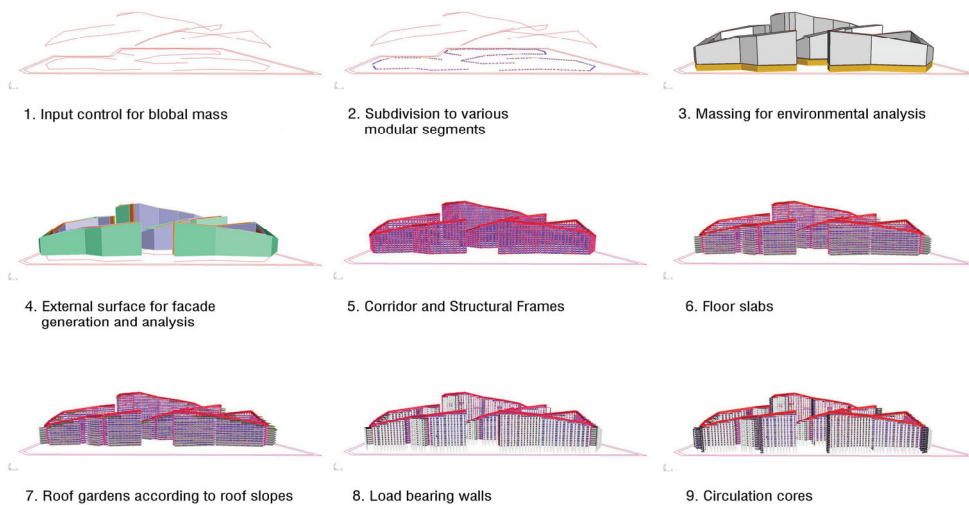 1. Input control for blobal mass
2. Subdivision to various
modular segments
3. Massing for environmental analysis
4. External surface for facade
generation and analysis
5. Corridor and Structural Frames
6. Floor slabs
7. Roof gardens according to roof slopes
8. Load bearing walls
9. Circulation cores